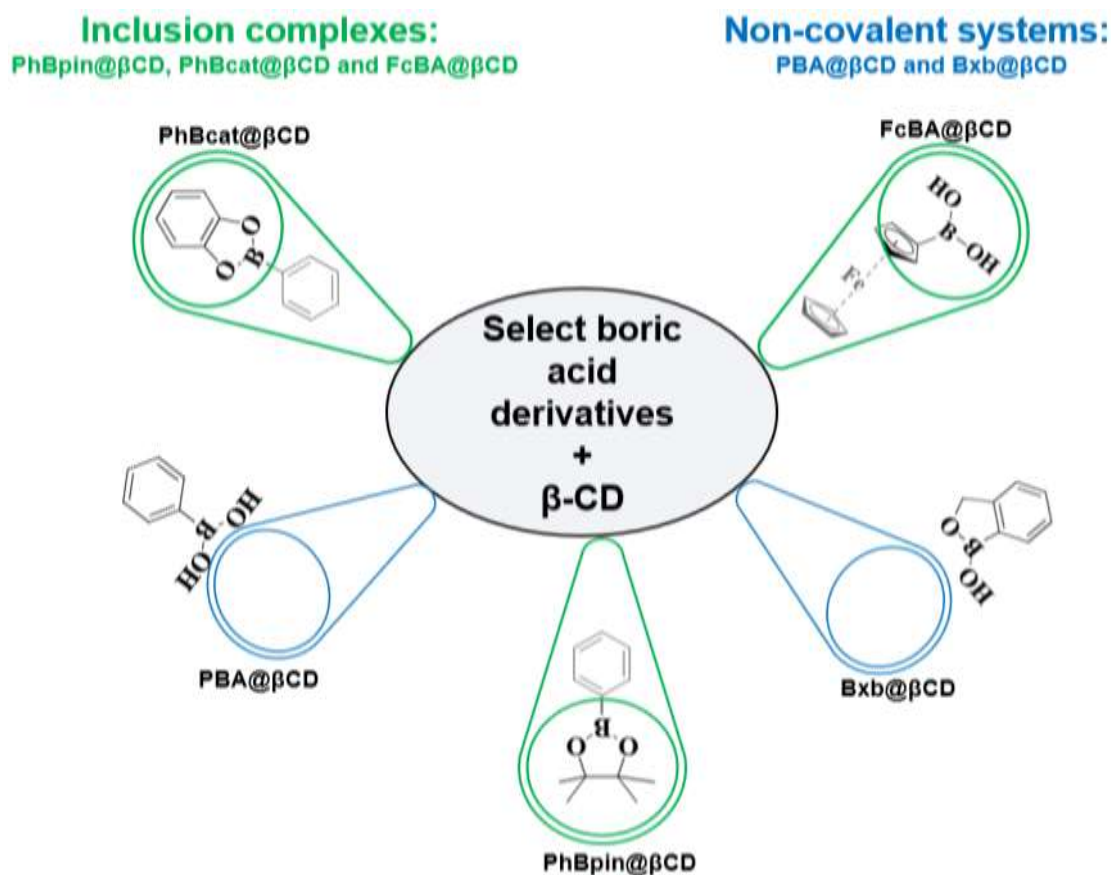 Inclusion complexes:
PhBpin@βCD, PhBcat@βCD and FcBA@βCD
Non-covalent systems:
PBA@βCD and Bxb@βCD
PhBcat@βCD
O
O
B
FcBA@βCD
HO
B
OH
Fe
Select boric
acid
derivatives
+
β-CD
HO
B
OH
PBA@βCD
O
B
HO
Bxb@βCD
B
O
O
PhBpin@βCD